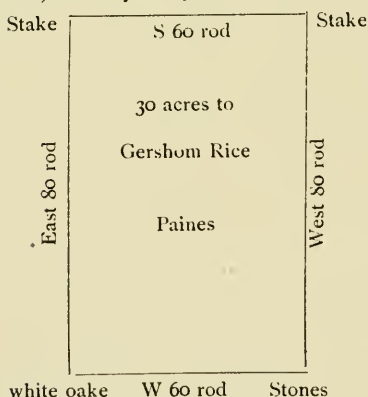 Stake S 60 rod Stake
30 acres to
Gershom Rice
East 80 rod
West 80 rod
Paines
white oake W 60 rod Stones